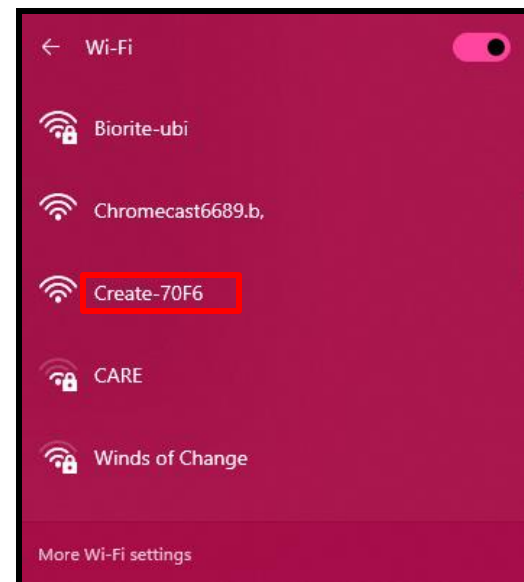 Wi-Fi
Biorite-ubi
Chromecast6689.b,
Create-70F6
CARE
Winds of Change
More Wi-Fi settings